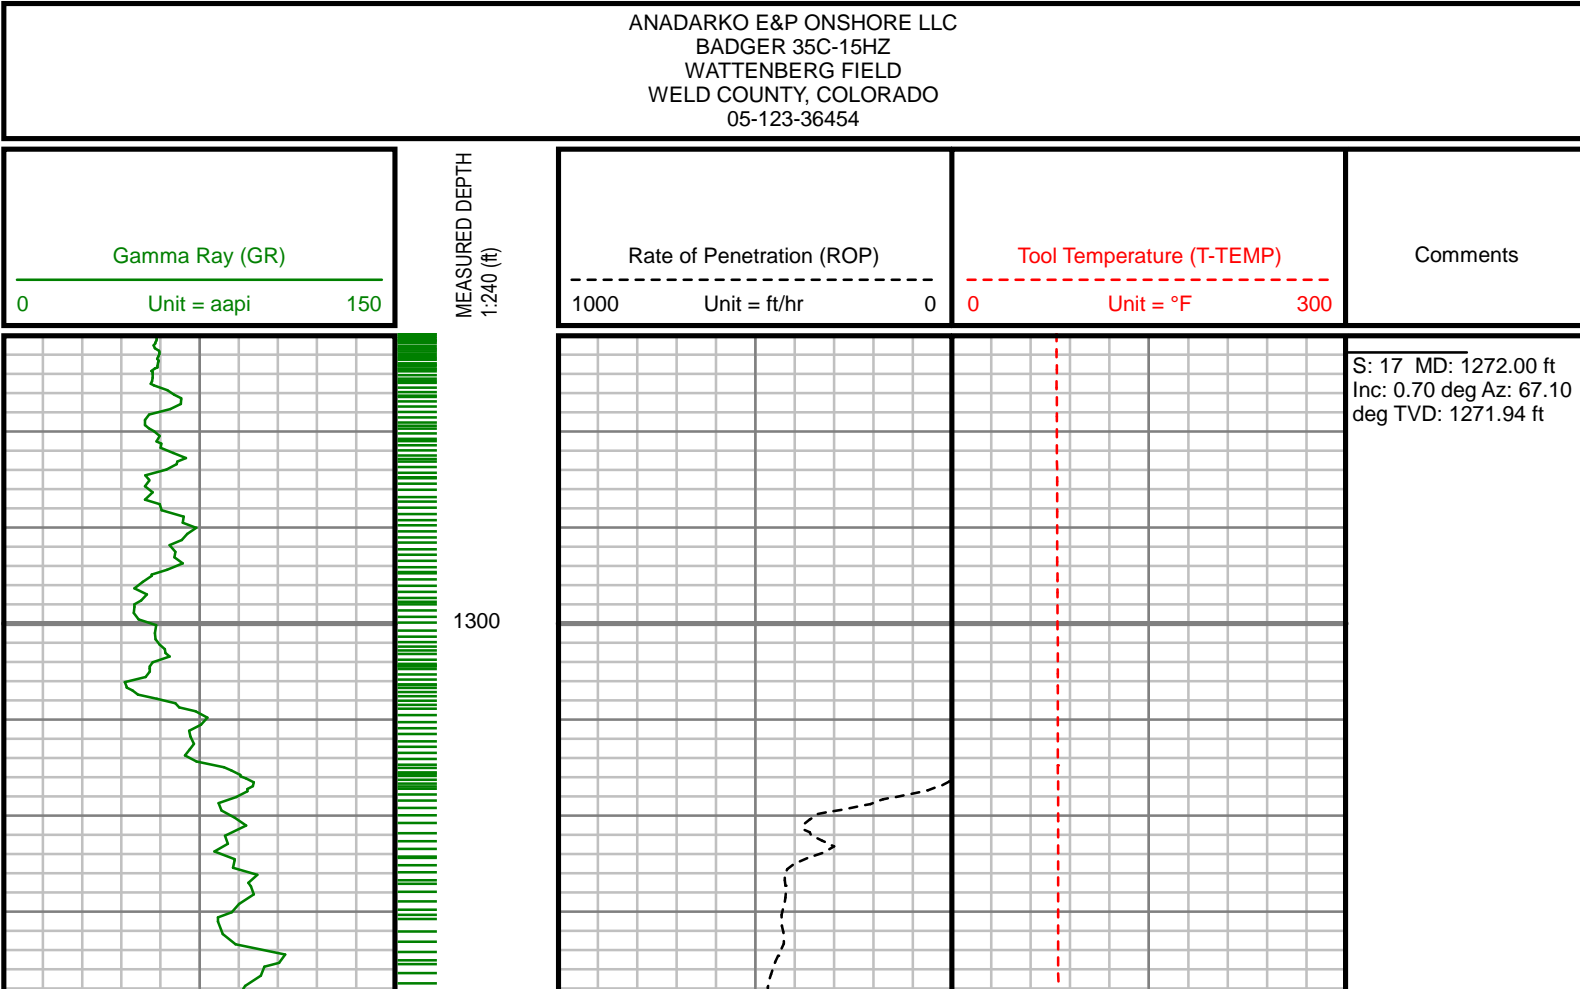 ANADARKO E&P ONSHORE LLC
BADGER 35C-15HZ
WATTENBERG FIELD
WELD COUNTY, COLORADO
05-123-36454
Gamma Ray (GR)
0 Unit = aapi 150
MEASURED DEPTH
1:240 (ft)
Rate of Penetration (ROP)
1000 Unit = ft/hr 0
Tool Temperature (T-TEMP)
0 Unit = °F 300
Comments
S: 17 MD: 1272.00 ft
Inc: 0.70 deg Az: 67.10
deg TVD: 1271.94 ft
1300